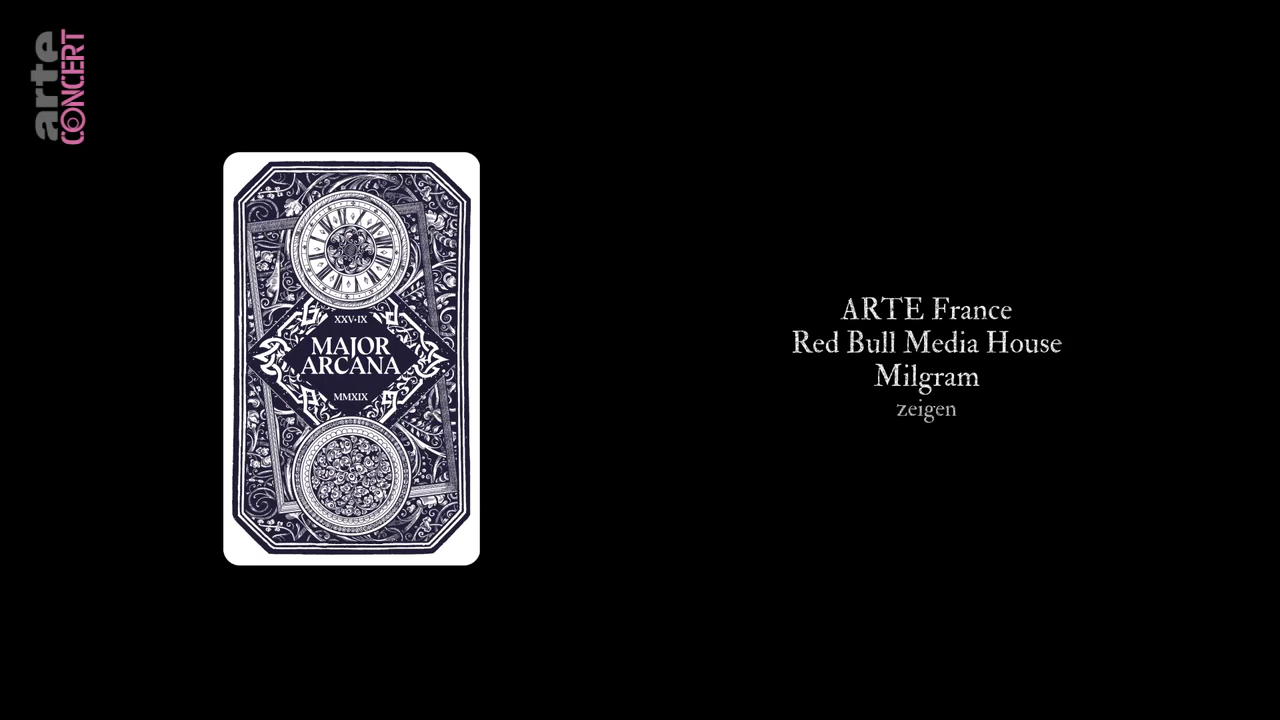 arte
CONCERT
XXV·IX
MAJOR
ARCANA
MMXIX
ARTE France
Red Bull Media House
Milgram
zeigen